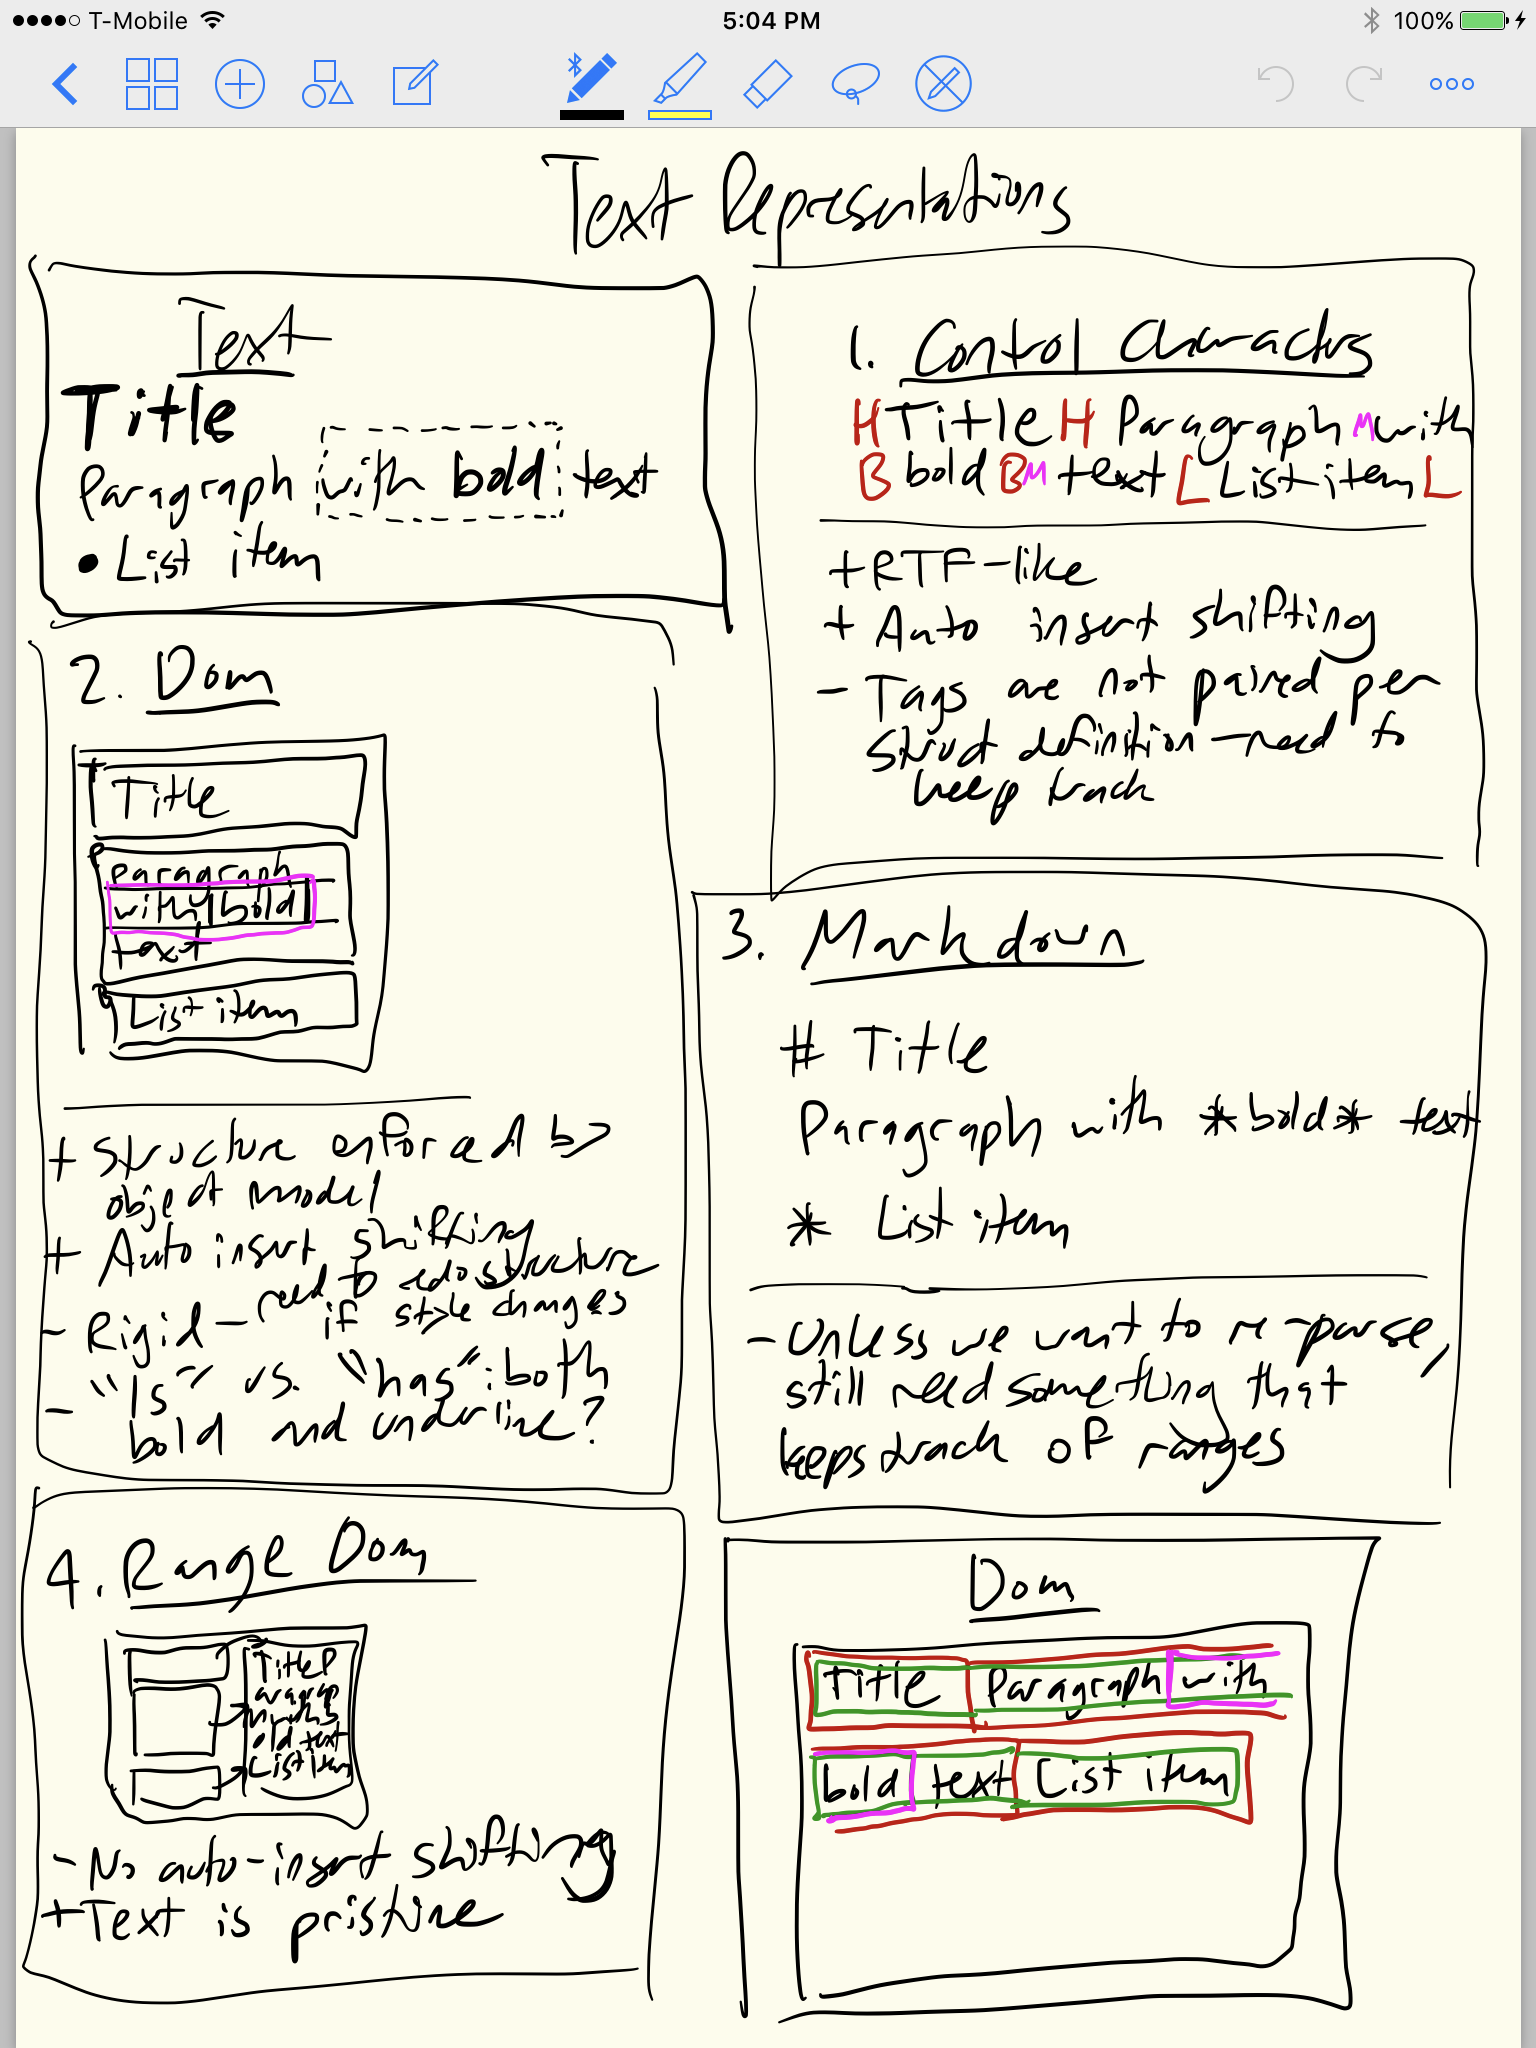 T-Mobile
5:04 PM
100%
Text Representations
Text
Title
Paragraph with bold text
• List item
1. Control Characters
H Title H Paragraph M with
B bold B M text L List item L
+ RTF-like
+ Auto insert shifting
- Tags are not paired per
struct definition - need to
keep track
2. Dom
T
Title
P
Paragraph
with bold
text
List item
+ Structure enforced by
object model
+ Auto insert shifting
- Rigid - need to redo structure
if style changes
- "Is" vs. "has": both
bold and underline?
3. Markdown
# Title
Paragraph with *bold* text
* List item
- Unless we want to re-parse,
still need something that
keeps track of ranges
4. Range Dom
Title P
aragrap
h with b
old text
List item
- No auto-insert shifting
+ Text is pristine
Dom
Title Paragraph with
bold text List item